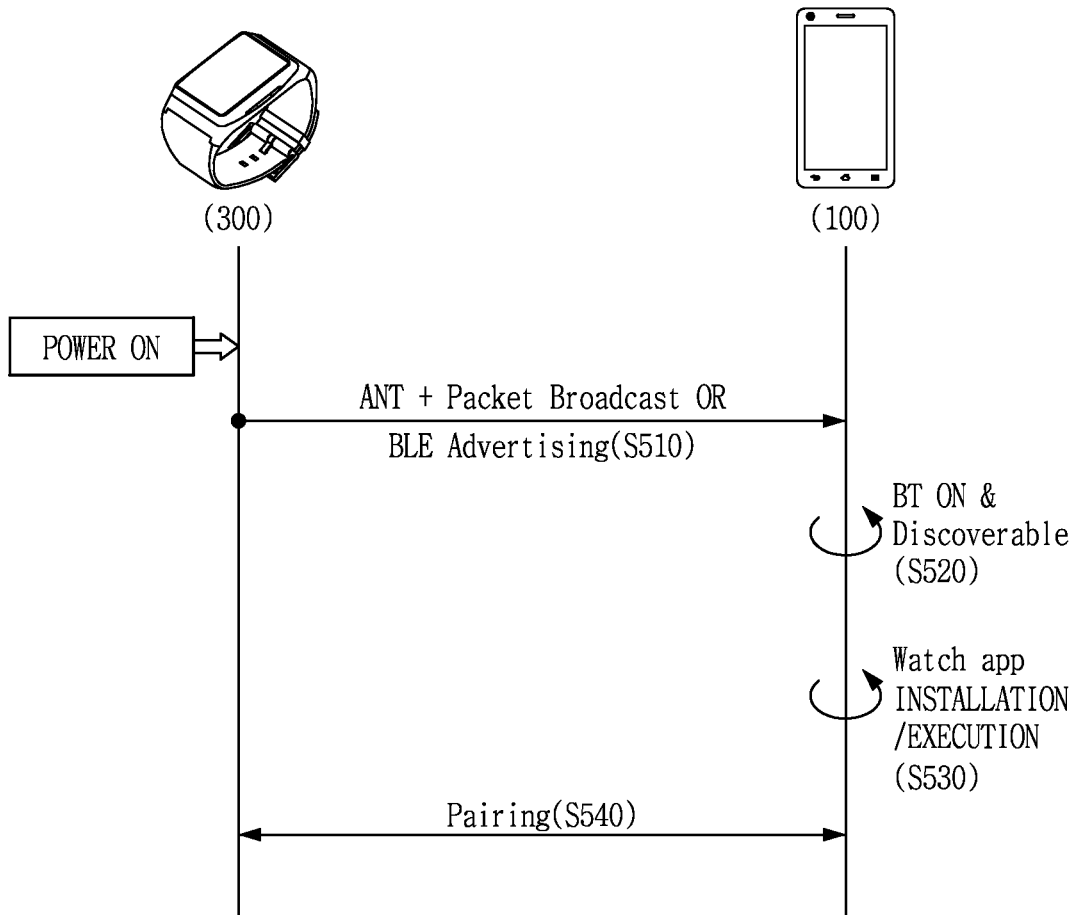 (300)
(100)
POWER ON
ANT + Packet Broadcast OR
BLE Advertising(S510)
BT ON &
Discoverable
(S520)
Watch app
INSTALLATION
/EXECUTION
(S530)
Pairing(S540)